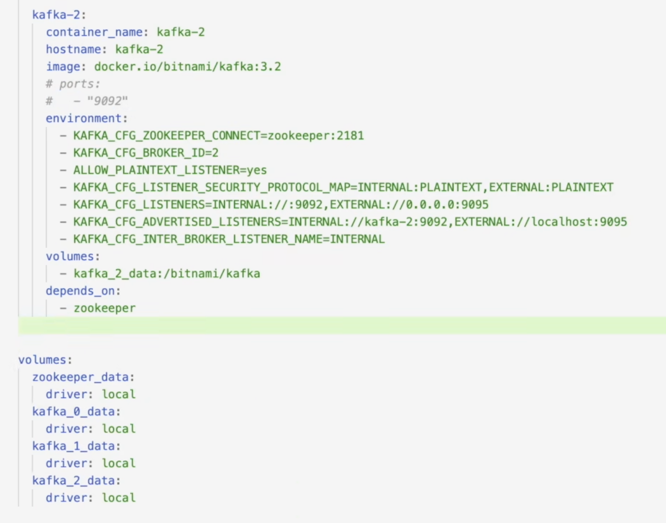 kafka-2:
container_name: kafka-2
hostname: kafka-2
image: docker.io/bitnami/kafka:3.2
# ports:
#   - "9092"
environment:
- KAFKA_CFG_ZOOKEEPER_CONNECT=zookeeper:2181
- KAFKA_CFG_BROKER_ID=2
- ALLOW_PLAINTEXT_LISTENER=yes
- KAFKA_CFG_LISTENER_SECURITY_PROTOCOL_MAP=INTERNAL:PLAINTEXT,EXTERNAL:PLAINTEXT
- KAFKA_CFG_LISTENERS=INTERNAL://:9092,EXTERNAL://0.0.0.0:9095
- KAFKA_CFG_ADVERTISED_LISTENERS=INTERNAL://kafka-2:9092,EXTERNAL://localhost:9095
- KAFKA_CFG_INTER_BROKER_LISTENER_NAME=INTERNAL
volumes:
- kafka_2_data:/bitnami/kafka
depends_on:
- zookeeper
volumes:
zookeeper_data:
driver: local
kafka_0_data:
driver: local
kafka_1_data:
driver: local
kafka_2_data:
driver: local